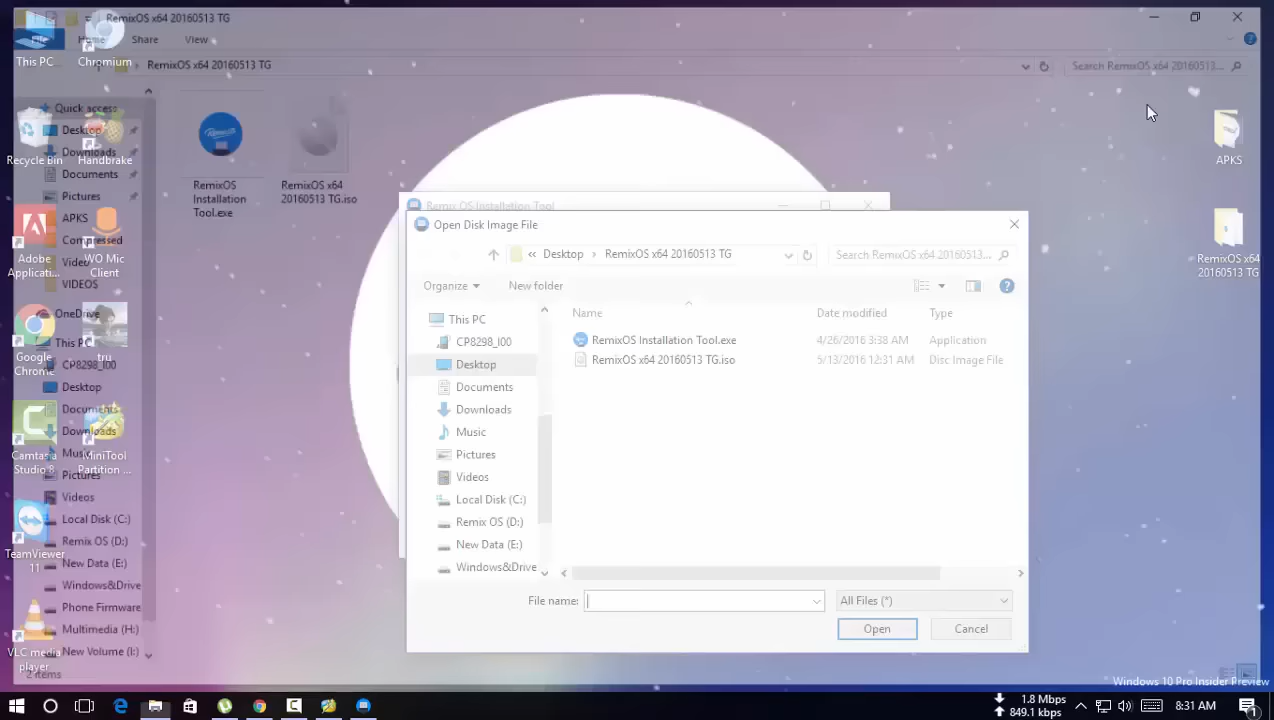 RemixOS x64 20160513 TG
File
Home
Share
View
RemixOS x64 20160513 TG
Search RemixOS x64 20160513...
This PC
Chromium
Recycle Bin
Handbrake
Adobe
Applicati...
WO Mic
Client
Google
Chrome
tru
Camtasia
Studio 8
MiniTool
Partition ...
TeamViewer
11
VLC media
player
Quick access
Desktop
Downloads
Documents
Pictures
APKS
Compressed
Video
VIDEOS
OneDrive
This PC
CP8298_I00
Desktop
Documents
Downloads
Music
Pictures
Videos
Local Disk (C:)
Remix OS (D:)
New Data (E:)
Windows&Drive
Phone Firmware
Multimedia (H:)
New Volume (I:)
2 items
RemixOS
Installation
Tool.exe
RemixOS x64
20160513 TG.iso
APKS
RemixOS x64
20160513 TG
Remix OS Installation Tool
Open Disk Image File
« Desktop › RemixOS x64 20160513 TG
Search RemixOS x64 20160513...
Organize
New folder
This PC
CP8298_I00
Desktop
Documents
Downloads
Music
Pictures
Videos
Local Disk (C:)
Remix OS (D:)
New Data (E:)
Windows&Drive
Name Date modified Type
RemixOS Installation Tool.exe 4/26/2016 3:38 AM Application
RemixOS x64 20160513 TG.iso 5/13/2016 12:31 AM Disc Image File
File name:
All Files (*)
Open
Cancel
Windows 10 Pro Insider Preview
1.8 Mbps
849.1 kbps
8:31 AM
1